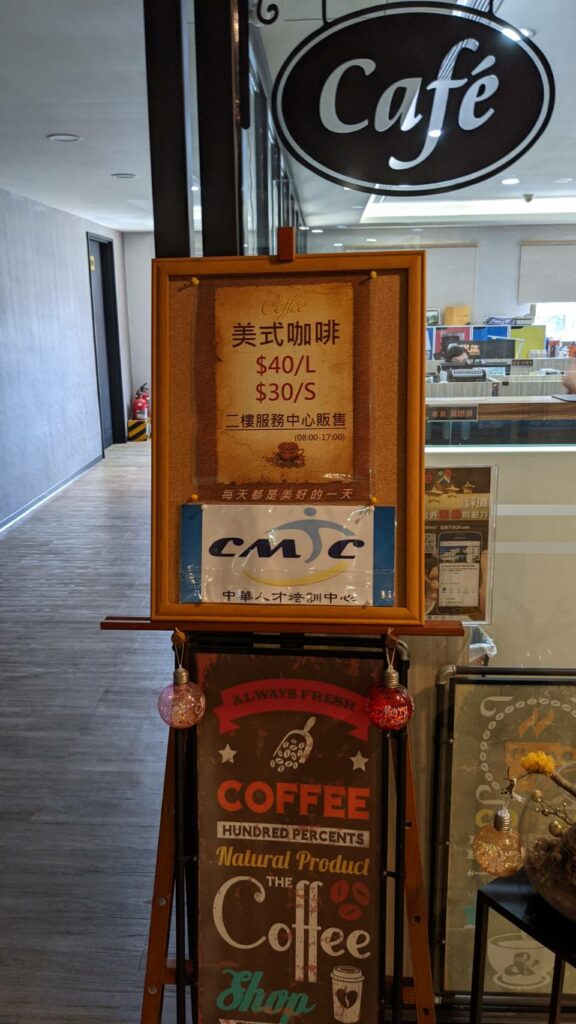 Café
Coffee
美式咖啡
$40/L
$30/S
二樓服務中心販售
(08:00-17:00)
每天都是美好的一天
CMTC
中華人才培訓中心
ALWAYS FRESH
COFFEE
HUNDRED PERCENTS
Natural Product
THE
Coffee
Shop
&